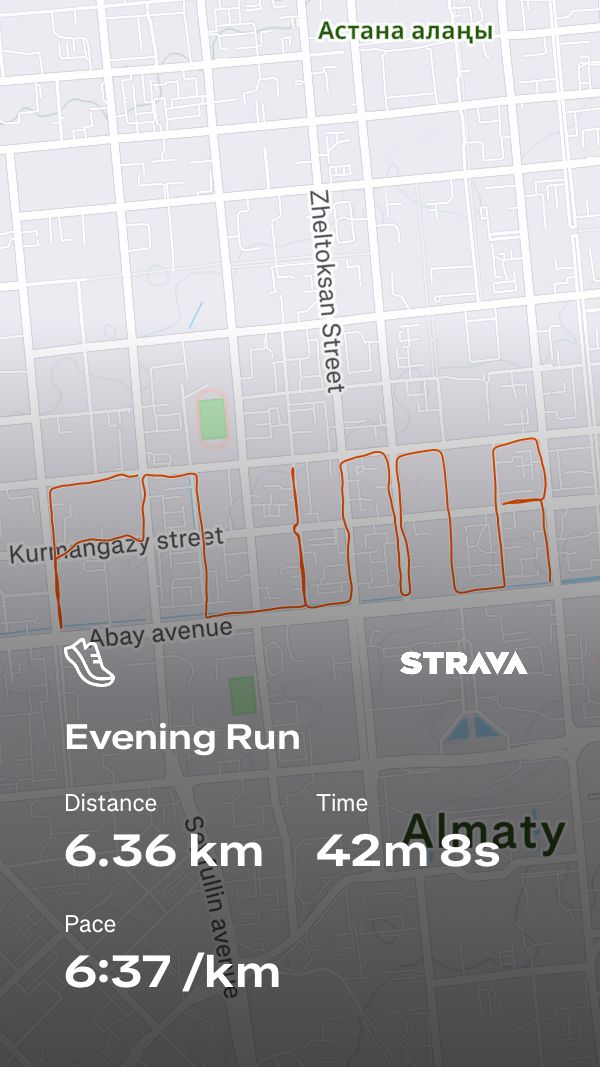 Астана алаңы
Zheltoksan Street
Kurmangazy street
Abay avenue
STRAVA
Evening Run
Distance
Time
6.36 km
42m 8s
Almaty
Pace
6:37 /km